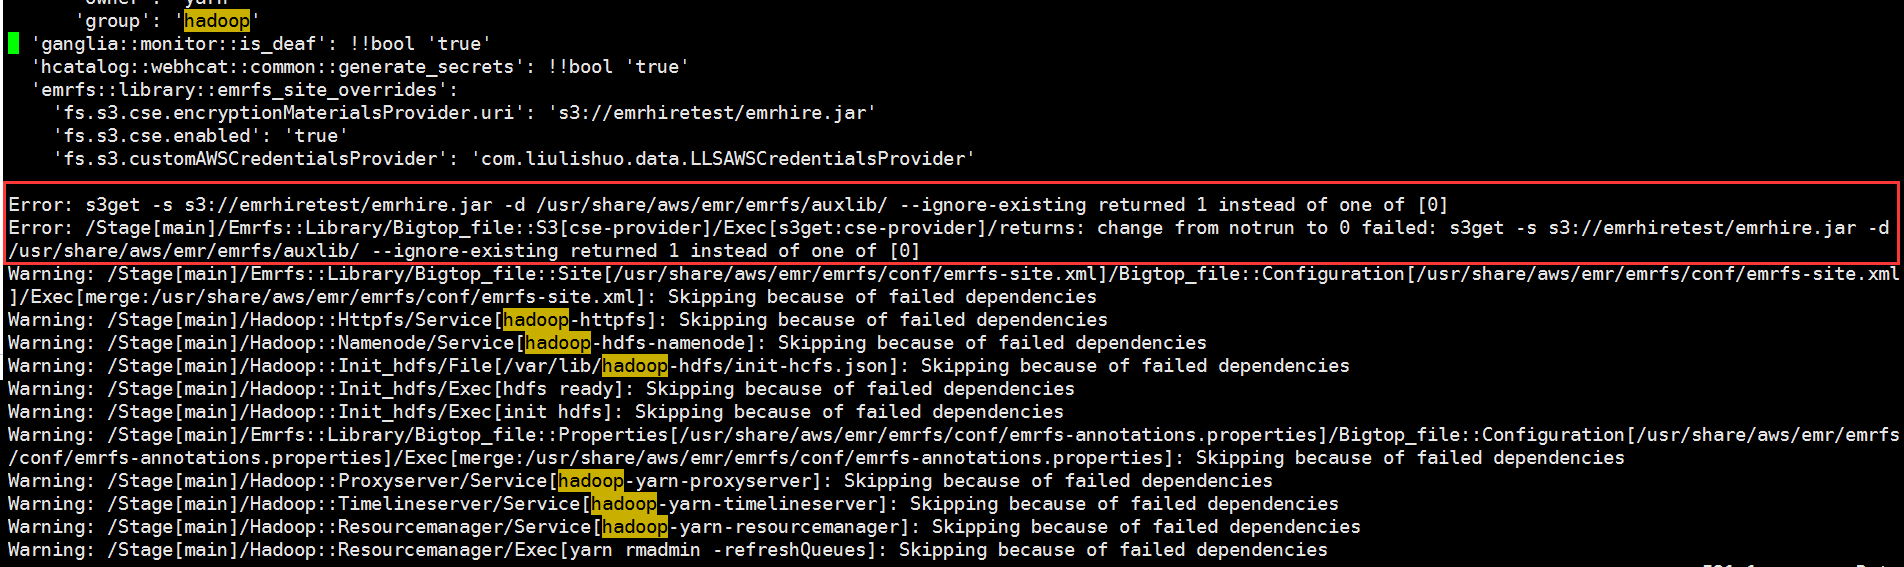 'owner': 'yarn'
'group': 'hadoop'
'ganglia::monitor::is_deaf': !!bool 'true'
'hcatalog::webhcat::common::generate_secrets': !!bool 'true'
'emrfs::library::emrfs_site_overrides':
'fs.s3.cse.encryptionMaterialsProvider.uri': 's3://emrhiretest/emrhire.jar'
'fs.s3.cse.enabled': 'true'
'fs.s3.customAWSCredentialsProvider': 'com.liulishuo.data.LLSAWSCredentialsProvider'
Error: s3get -s s3://emrhiretest/emrhire.jar -d /usr/share/aws/emr/emrfs/auxlib/ --ignore-existing returned 1 instead of one of [0]
Error: /Stage[main]/Emrfs::Library/Bigtop_file::S3[cse-provider]/Exec[s3get:cse-provider]/returns: change from notrun to 0 failed: s3get -s s3://emrhiretest/emrhire.jar -d
/usr/share/aws/emr/emrfs/auxlib/ --ignore-existing returned 1 instead of one of [0]
Warning: /Stage[main]/Emrfs::Library/Bigtop_file::Site[/usr/share/aws/emr/emrfs/conf/emrfs-site.xml]/Bigtop_file::Configuration[/usr/share/aws/emr/emrfs/conf/emrfs-site.xml
]/Exec[merge:/usr/share/aws/emr/emrfs/conf/emrfs-site.xml]: Skipping because of failed dependencies
Warning: /Stage[main]/Hadoop::Httpfs/Service[hadoop-httpfs]: Skipping because of failed dependencies
Warning: /Stage[main]/Hadoop::Namenode/Service[hadoop-hdfs-namenode]: Skipping because of failed dependencies
Warning: /Stage[main]/Hadoop::Init_hdfs/File[/var/lib/hadoop-hdfs/init-hcfs.json]: Skipping because of failed dependencies
Warning: /Stage[main]/Hadoop::Init_hdfs/Exec[hdfs ready]: Skipping because of failed dependencies
Warning: /Stage[main]/Hadoop::Init_hdfs/Exec[init hdfs]: Skipping because of failed dependencies
Warning: /Stage[main]/Emrfs::Library/Bigtop_file::Properties[/usr/share/aws/emr/emrfs/conf/emrfs-annotations.properties]/Bigtop_file::Configuration[/usr/share/aws/emr/emrfs
/conf/emrfs-annotations.properties]/Exec[merge:/usr/share/aws/emr/emrfs/conf/emrfs-annotations.properties]: Skipping because of failed dependencies
Warning: /Stage[main]/Hadoop::Proxyserver/Service[hadoop-yarn-proxyserver]: Skipping because of failed dependencies
Warning: /Stage[main]/Hadoop::Timelineserver/Service[hadoop-yarn-timelineserver]: Skipping because of failed dependencies
Warning: /Stage[main]/Hadoop::Resourcemanager/Service[hadoop-yarn-resourcemanager]: Skipping because of failed dependencies
Warning: /Stage[main]/Hadoop::Resourcemanager/Exec[yarn rmadmin -refreshQueues]: Skipping because of failed dependencies